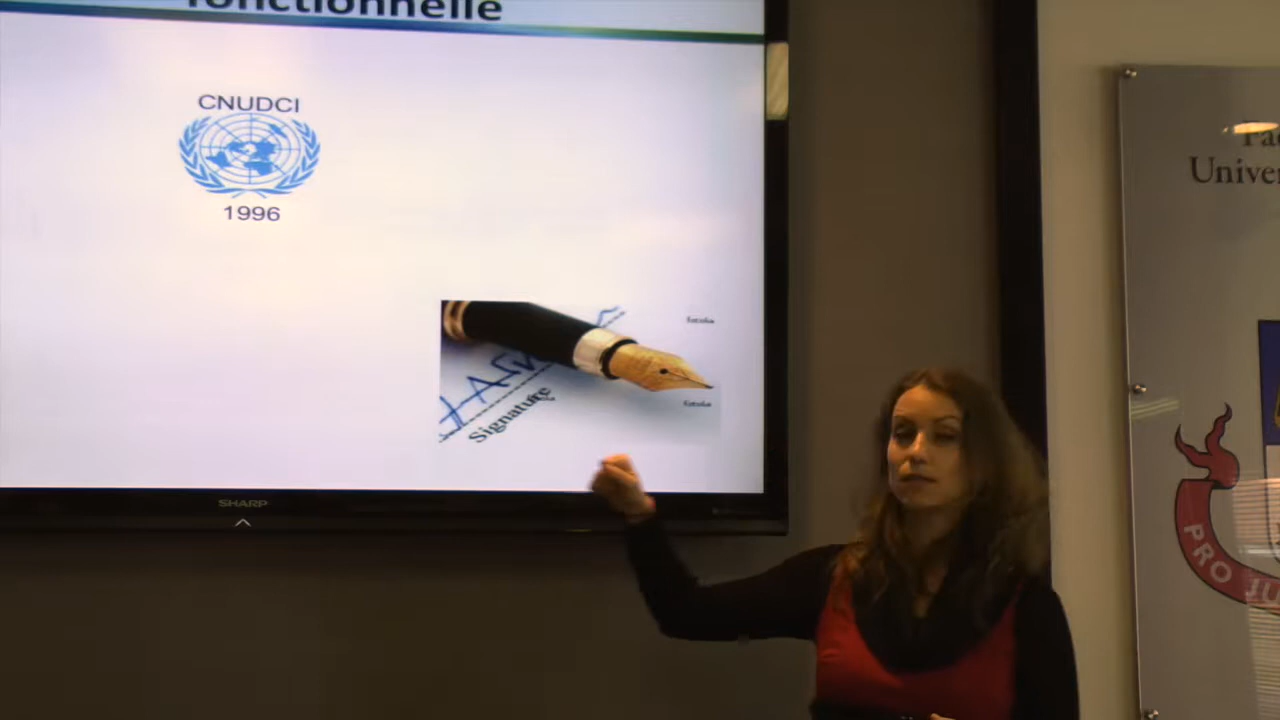 fonctionnelle
CNUDCI
1996
Signature
SHARP
Univer
PRO JU